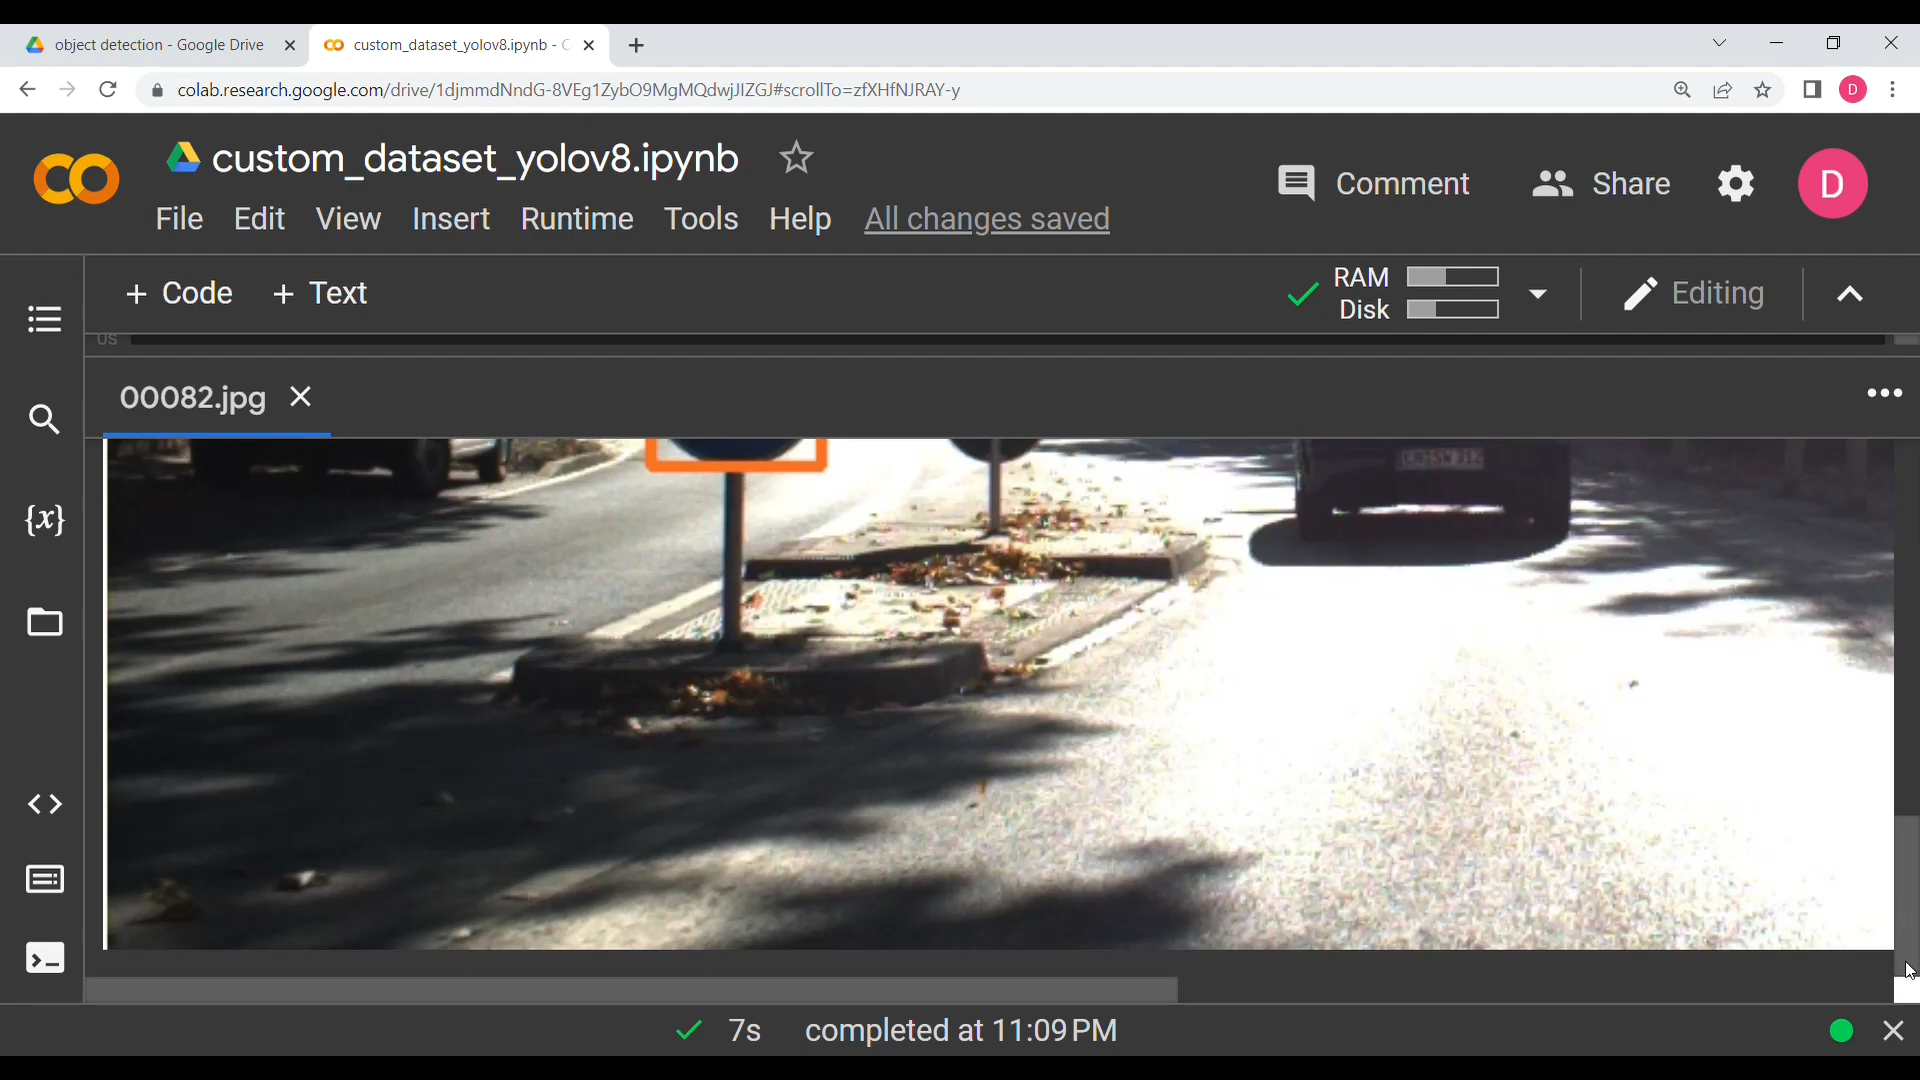 object detection - Google Drive
custom_dataset_yolov8.ipynb - C
colab.research.google.com/drive/1djmmdNndG-8VEg1ZybO9MgMQdwjJIZGJ#scrollTo=zfXHfNJRAY-y
D
custom_dataset_yolov8.ipynb
Comment
Share
D
File Edit View Insert Runtime Tools Help All changes saved
+ Code + Text
RAM
Disk
Editing
0s
00082.jpg
{x}
7s completed at 11:09 PM